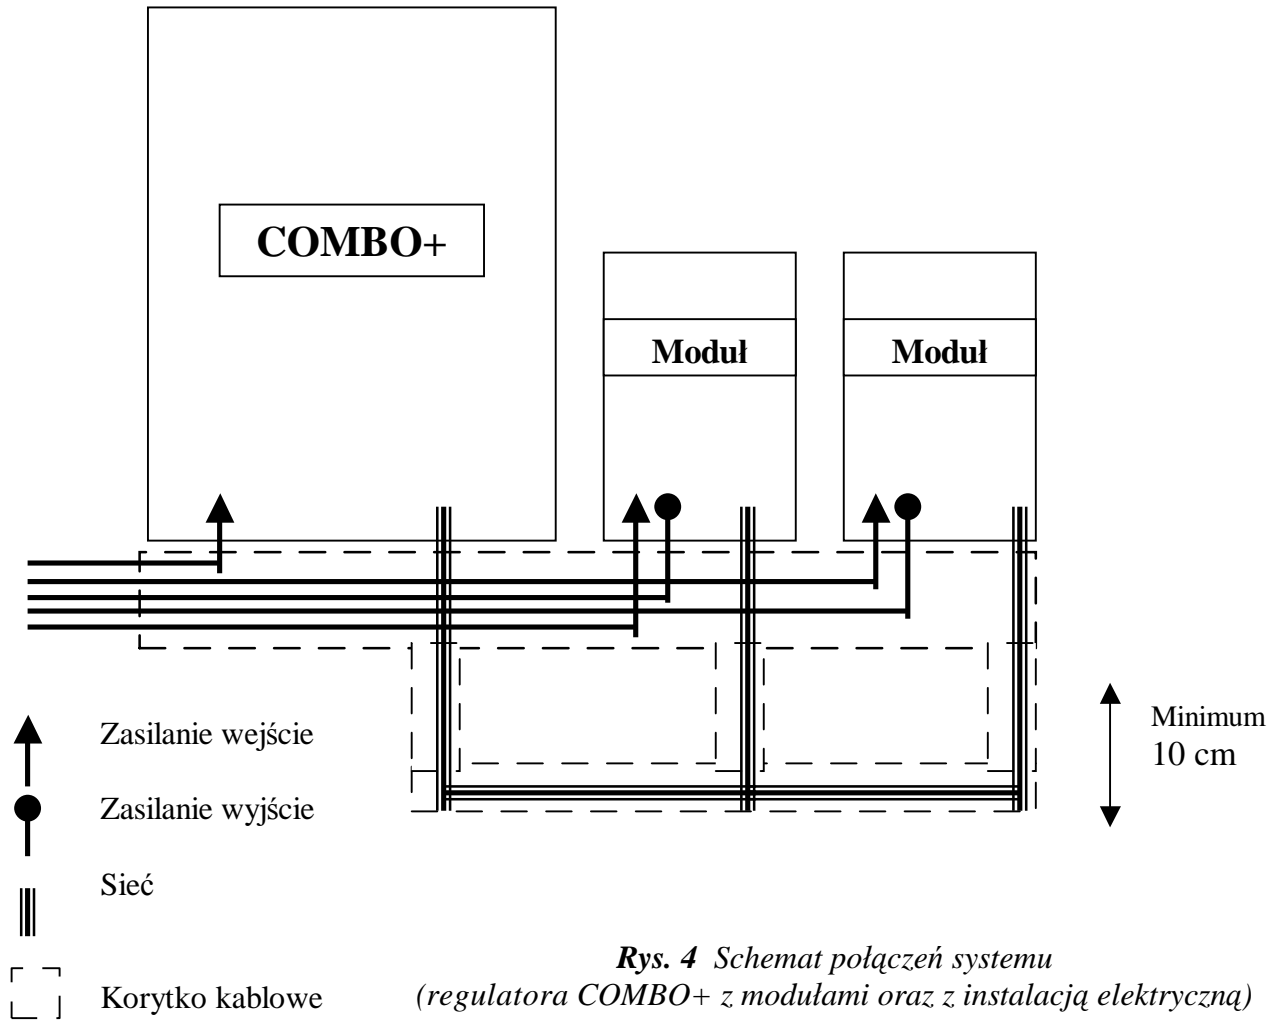 COMBO+
Moduł
Moduł
Zasilanie wejście
Zasilanie wyjście
Sieć
Korytko kablowe
Minimum
10 cm
Rys. 4 Schemat połączeń systemu
(regulatora COMBO+ z modułami oraz z instalacją elektryczną)